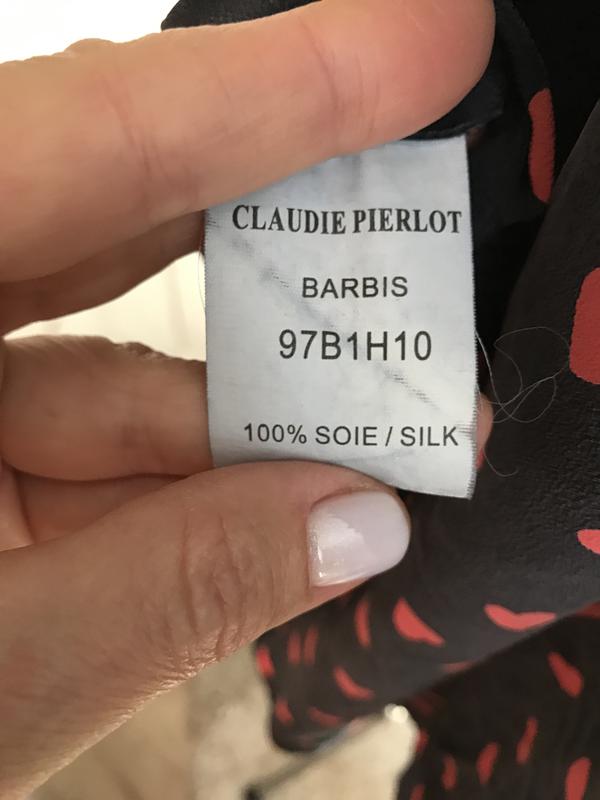 CLAUDIE PIERLOT
BARBIS
97B1H10
100% SOIE / SILK